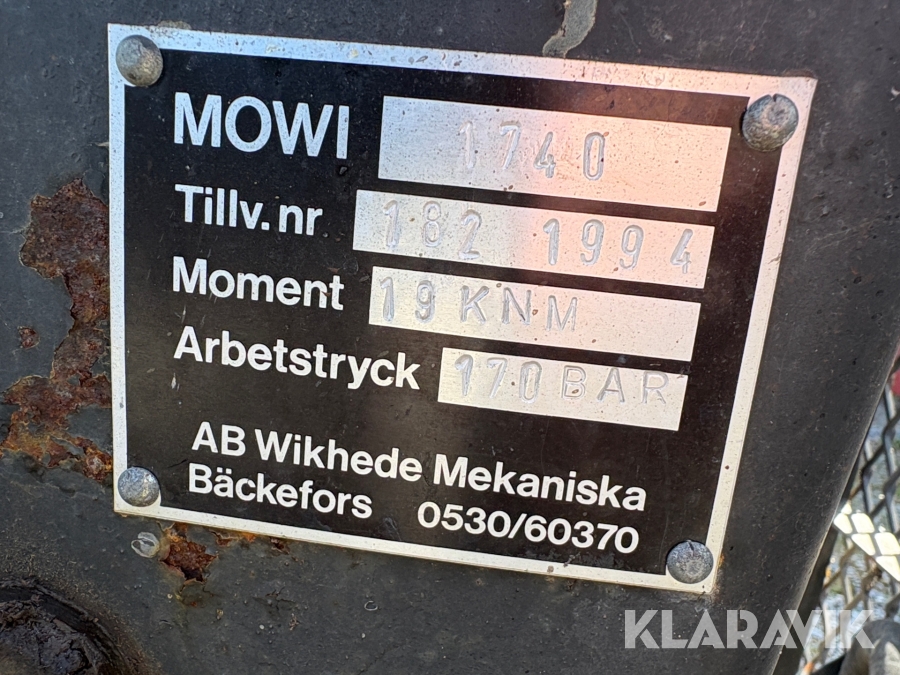 MOWI 1740
Tillv.nr 182 1994
Moment 19 KNM
Arbetstryck 170 BAR
AB Wikhede Mekaniska
Bäckefors 0530/60370
KLARAVIK